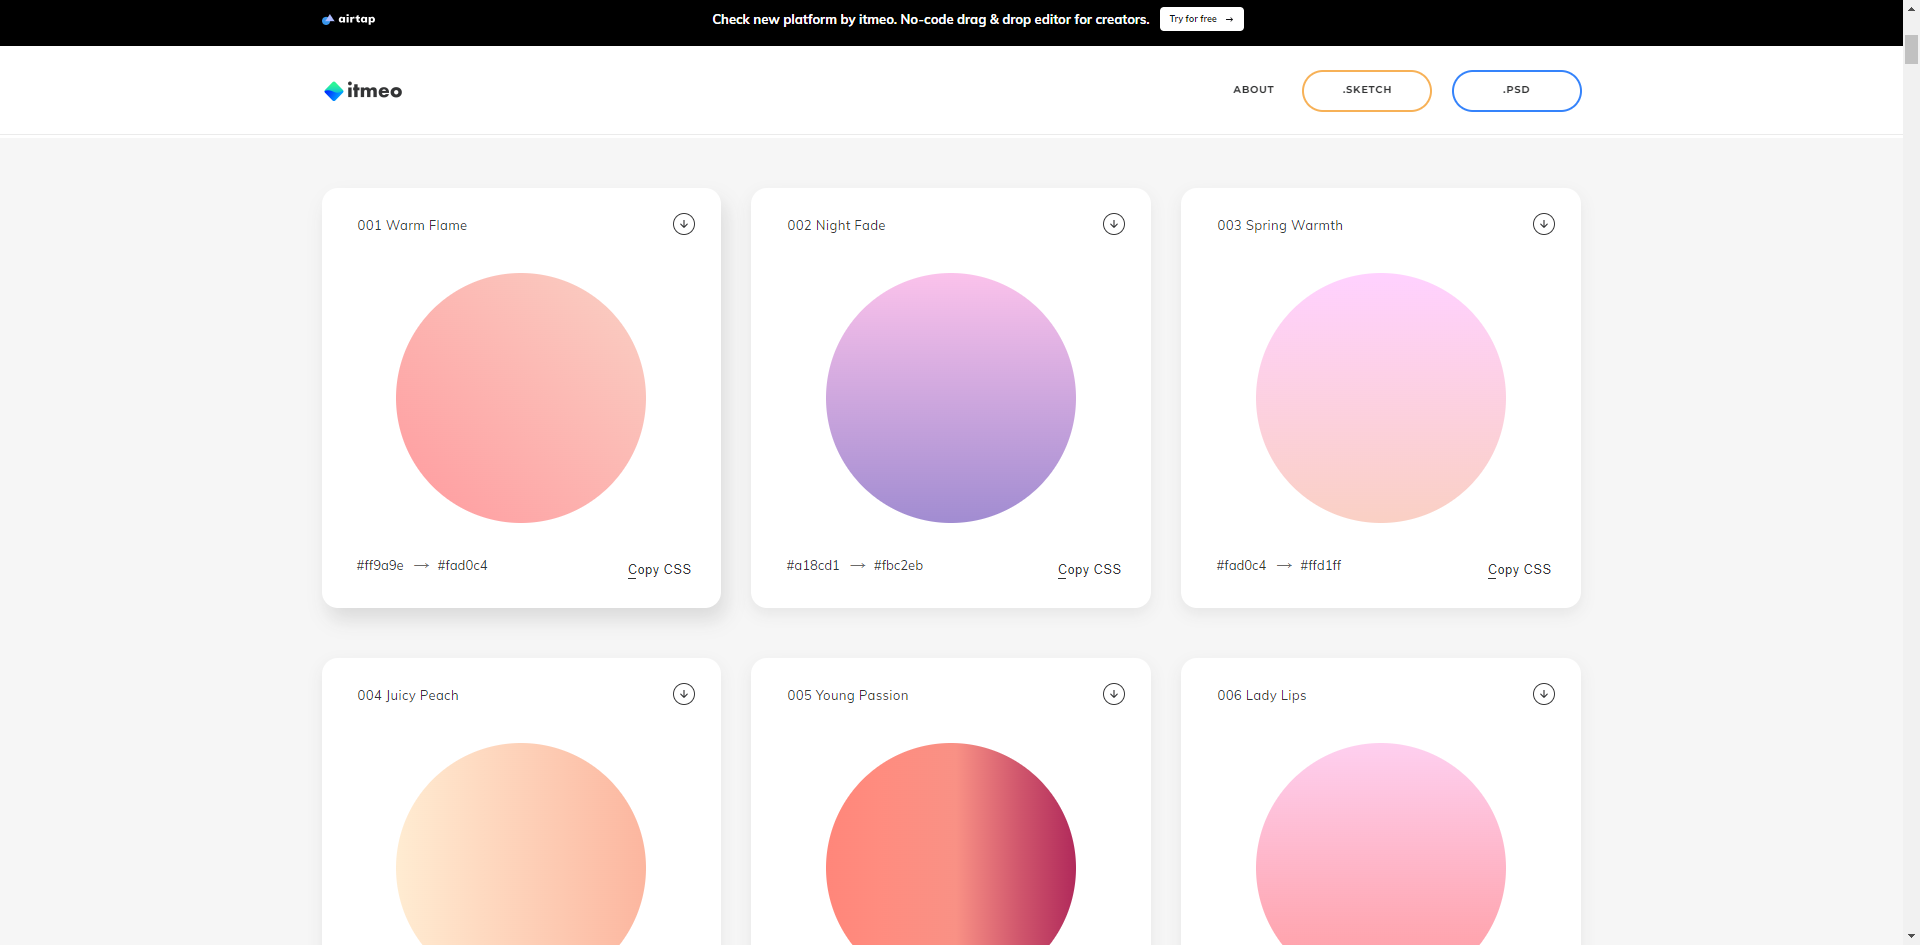 airtap
Check new platform by itmeo. No-code drag & drop editor for creators.
Try for free →
itmeo
ABOUT
.SKETCH
.PSD
001 Warm Flame
002 Night Fade
003 Spring Warmth
#ff9a9e → #fad0c4
Copy CSS
#a18cd1 → #fbc2eb
Copy CSS
#fad0c4 → #ffd1ff
Copy CSS
004 Juicy Peach
005 Young Passion
006 Lady Lips